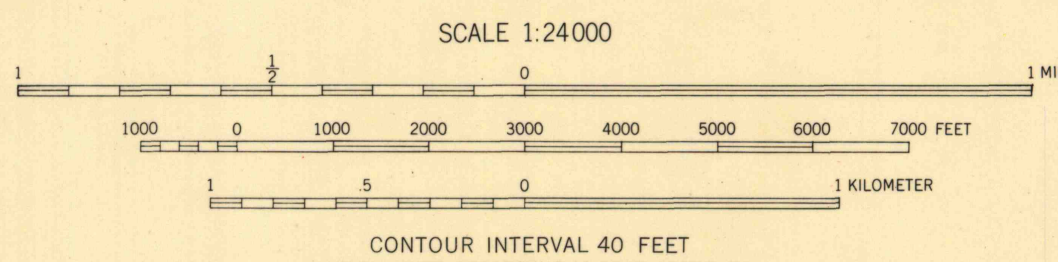 SCALE 1:24000
1 1/2 0 1 MI
1000 0 1000 2000 3000 4000 5000 6000 7000 FEET
1 .5 0 1 KILOMETER
CONTOUR INTERVAL 40 FEET